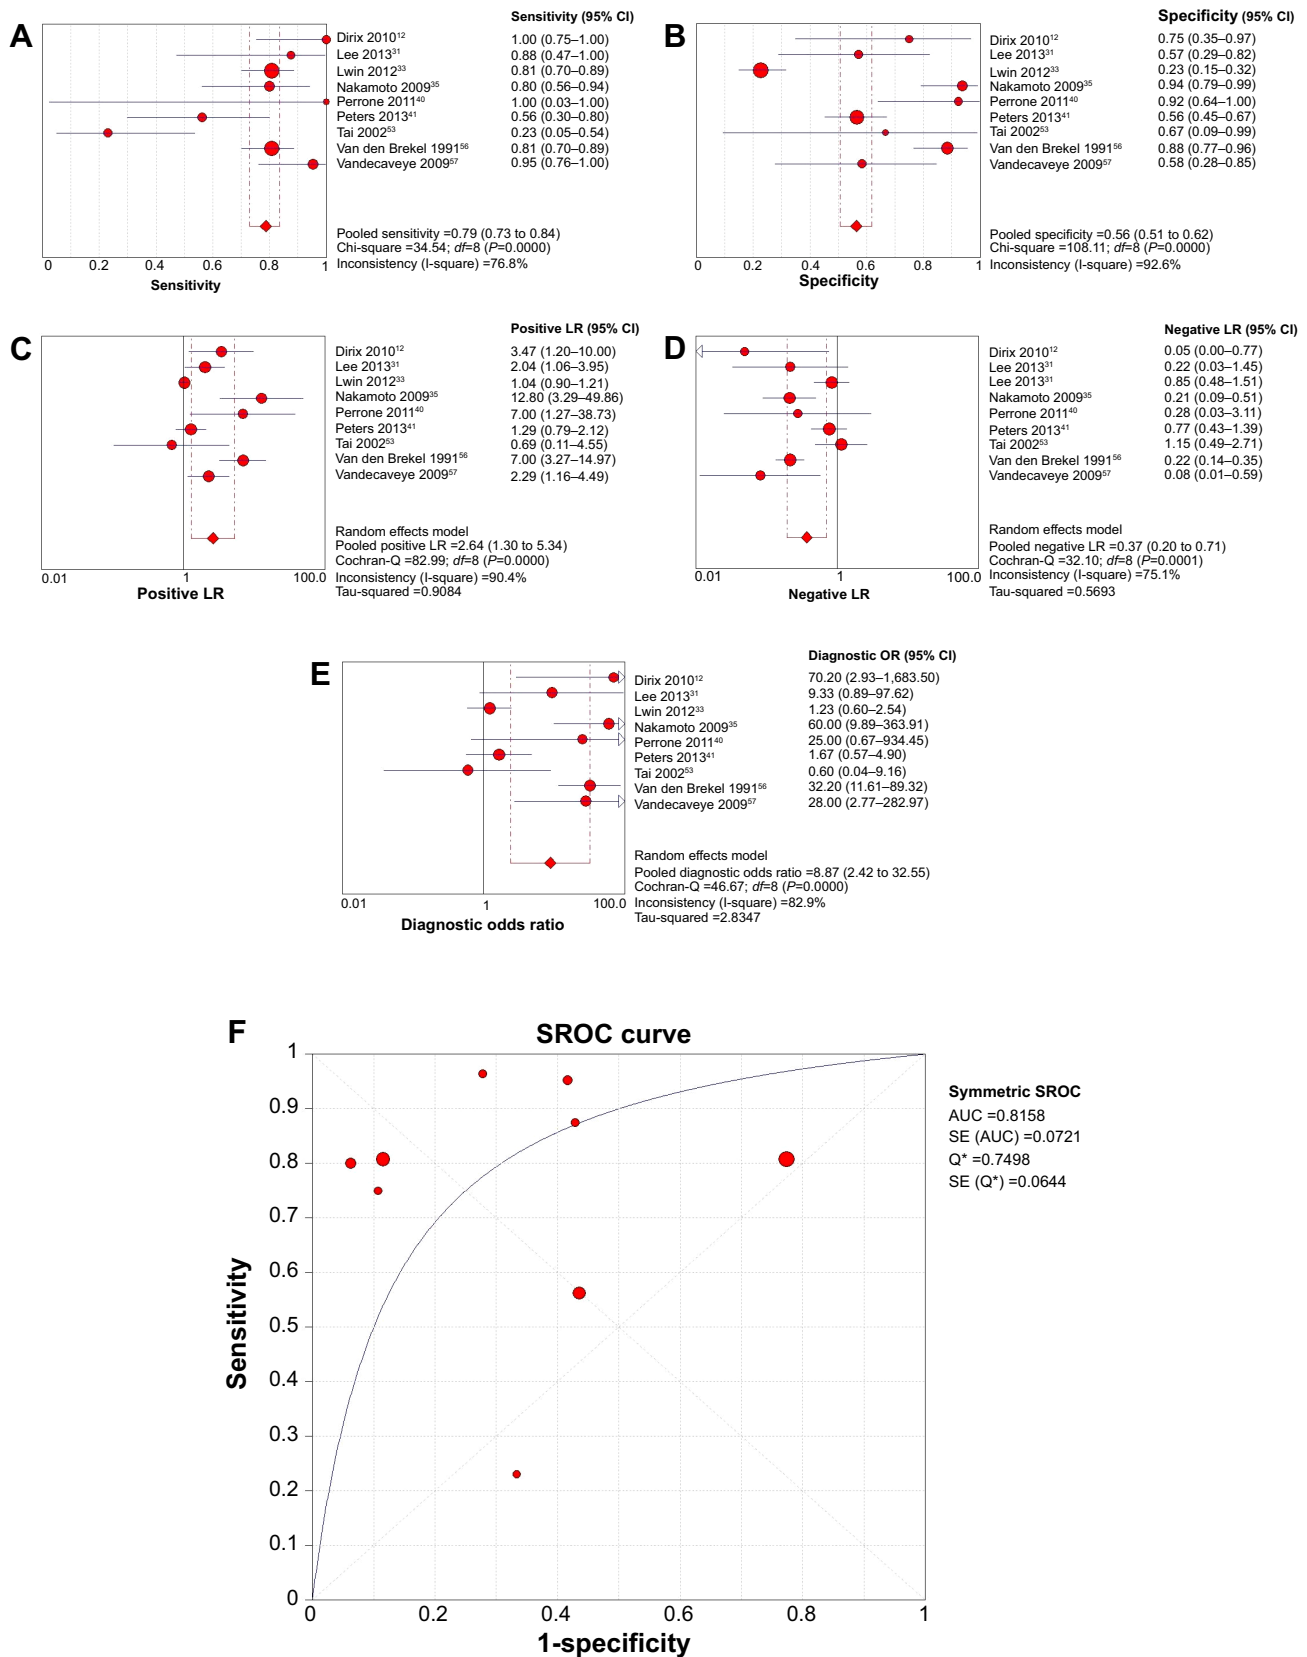 A
Sensitivity (95% CI)
Dirix 2010¹² 1.00 (0.75–1.00)
Lee 2013³¹ 0.88 (0.47–1.00)
Lwin 2012³³ 0.81 (0.70–0.89)
Nakamoto 2009³⁵ 0.80 (0.56–0.94)
Perrone 2011⁴⁰ 1.00 (0.03–1.00)
Peters 2013⁴¹ 0.56 (0.30–0.80)
Tai 2002⁵³ 0.23 (0.05–0.54)
Van den Brekel 1991⁵⁶ 0.81 (0.70–0.89)
Vandecaveye 2009⁵⁷ 0.95 (0.76–1.00)
Pooled sensitivity =0.79 (0.73 to 0.84)
Chi-square =34.54; df=8 (P=0.0000)
Inconsistency (I-square) =76.8%
0 0.2 0.4 0.6 0.8 1
Sensitivity
B
Specificity (95% CI)
Dirix 2010¹² 0.75 (0.35–0.97)
Lee 2013³¹ 0.57 (0.29–0.82)
Lwin 2012³³ 0.23 (0.15–0.32)
Nakamoto 2009³⁵ 0.94 (0.79–0.99)
Perrone 2011⁴⁰ 0.92 (0.64–1.00)
Peters 2013⁴¹ 0.56 (0.45–0.67)
Tai 2002⁵³ 0.67 (0.09–0.99)
Van den Brekel 1991⁵⁶ 0.88 (0.77–0.96)
Vandecaveye 2009⁵⁷ 0.58 (0.28–0.85)
Pooled specificity =0.56 (0.51 to 0.62)
Chi-square =108.11; df=8 (P=0.0000)
Inconsistency (I-square) =92.6%
0 0.2 0.4 0.6 0.8 1
Specificity
C
Positive LR (95% CI)
Dirix 2010¹² 3.47 (1.20–10.00)
Lee 2013³¹ 2.04 (1.06–3.95)
Lwin 2012³³ 1.04 (0.90–1.21)
Nakamoto 2009³⁵ 12.80 (3.29–49.86)
Perrone 2011⁴⁰ 7.00 (1.27–38.73)
Peters 2013⁴¹ 1.29 (0.79–2.12)
Tai 2002⁵³ 0.69 (0.11–4.55)
Van den Brekel 1991⁵⁶ 7.00 (3.27–14.97)
Vandecaveye 2009⁵⁷ 2.29 (1.16–4.49)
Random effects model
Pooled positive LR =2.64 (1.30 to 5.34)
Cochran-Q =82.99; df=8 (P=0.0000)
Inconsistency (I-square) =90.4%
Tau-squared =0.9084
0.01 1 100.0
Positive LR
D
Negative LR (95% CI)
Dirix 2010¹² 0.05 (0.00–0.77)
Lee 2013³¹ 0.22 (0.03–1.45)
Lee 2013³¹ 0.85 (0.48–1.51)
Nakamoto 2009³⁵ 0.21 (0.09–0.51)
Perrone 2011⁴⁰ 0.28 (0.03–3.11)
Peters 2013⁴¹ 0.77 (0.43–1.39)
Tai 2002⁵³ 1.15 (0.49–2.71)
Van den Brekel 1991⁵⁶ 0.22 (0.14–0.35)
Vandecaveye 2009⁵⁷ 0.08 (0.01–0.59)
Random effects model
Pooled negative LR =0.37 (0.20 to 0.71)
Cochran-Q =32.10; df=8 (P=0.0001)
Inconsistency (I-square) =75.1%
Tau-squared =0.5693
0.01 1 100.0
Negative LR
E
Diagnostic OR (95% CI)
Dirix 2010¹² 70.20 (2.93–1,683.50)
Lee 2013³¹ 9.33 (0.89–97.62)
Lwin 2012³³ 1.23 (0.60–2.54)
Nakamoto 2009³⁵ 60.00 (9.89–363.91)
Perrone 2011⁴⁰ 25.00 (0.67–934.45)
Peters 2013⁴¹ 1.67 (0.57–4.90)
Tai 2002⁵³ 0.60 (0.04–9.16)
Van den Brekel 1991⁵⁶ 32.20 (11.61–89.32)
Vandecaveye 2009⁵⁷ 28.00 (2.77–282.97)
Random effects model
Pooled diagnostic odds ratio =8.87 (2.42 to 32.55)
Cochran-Q =46.67; df=8 (P=0.0000)
Inconsistency (I-square) =82.9%
Tau-squared =2.8347
0.01 1 100.0
Diagnostic odds ratio
F
SROC curve
1
0.9
0.8
0.7
0.6
0.5
0.4
0.3
0.2
0.1
0
Sensitivity
0 0.2 0.4 0.6 0.8 1
1-specificity
Symmetric SROC
AUC =0.8158
SE (AUC) =0.0721
Q* =0.7498
SE (Q*) =0.0644